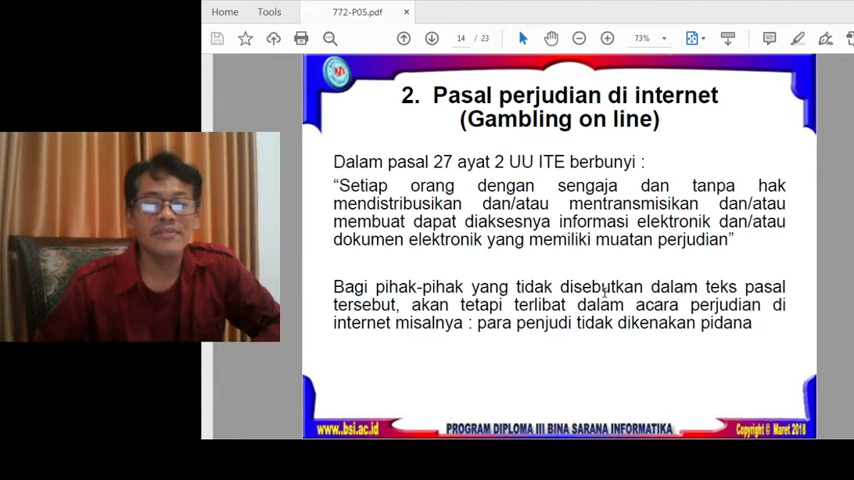 Home Tools 772-P05.pdf ×
14 / 23 73%
2. Pasal perjudian di internet
(Gambling on line)
Dalam pasal 27 ayat 2 UU ITE berbunyi :
“Setiap orang dengan sengaja dan tanpa hak
mendistribusikan dan/atau mentransmisikan dan/atau
membuat dapat diaksesnya informasi elektronik dan/atau
dokumen elektronik yang memiliki muatan perjudian”
Bagi pihak-pihak yang tidak disebutkan dalam teks pasal
tersebut, akan tetapi terlibat dalam acara perjudian di
internet misalnya : para penjudi tidak dikenakan pidana
www..bsi.ac.id PROGRAM DIPLOMA III BINA SARANA INFORMATIKA Copyright © Maret 2018